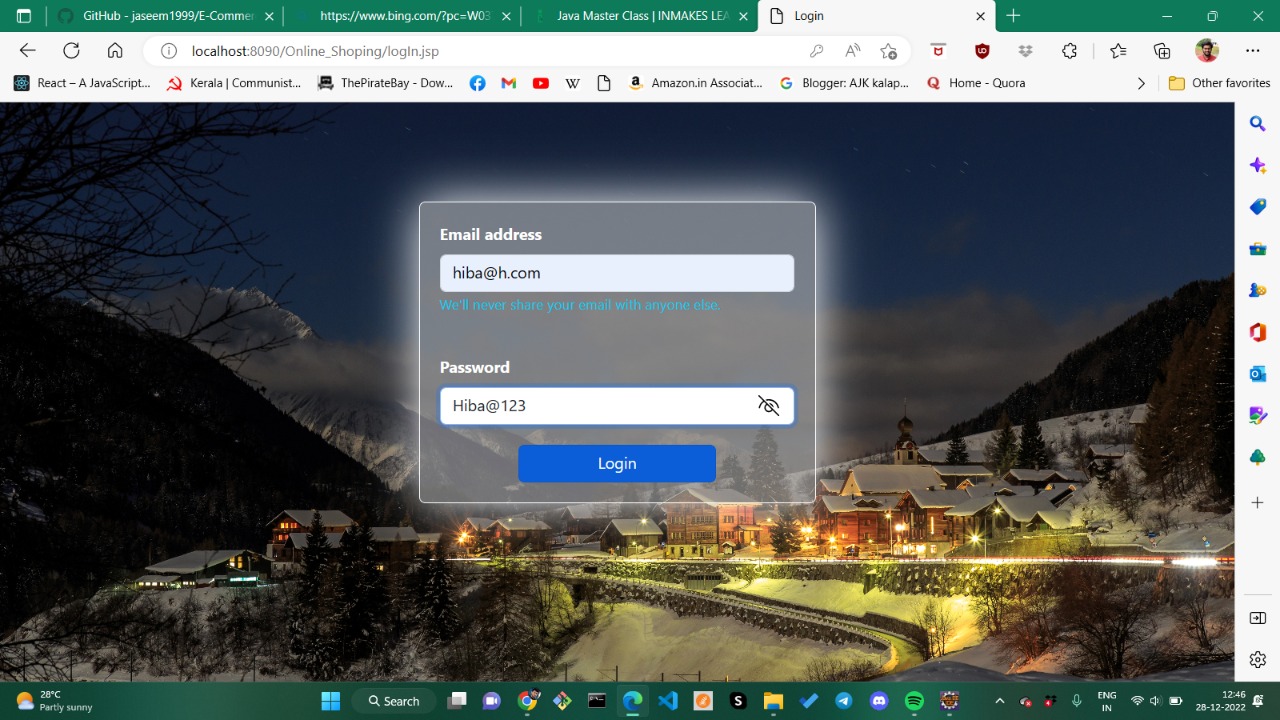 GitHub - jaseem1999/E-Commer
https://www.bing.com/?pc=W03
Java Master Class | INMAKES LEA
Login
localhost:8090/Online_Shoping/logIn.jsp
React – A JavaScript...
Kerala | Communist...
ThePirateBay - Dow...
Amazon.in Associat...
Blogger: AJK kalap...
Home - Quora
Other favorites
Email address
hiba@h.com
We'll never share your email with anyone else.
Password
Hiba@123
Login
28°C
Partly sunny
Search
ENG
IN
12:46
28-12-2022